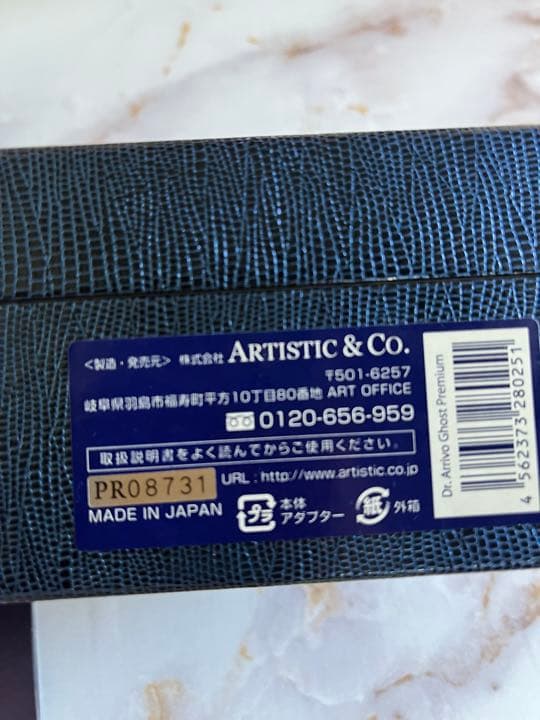 <製造・発売元> 株式会社 ARTISTIC & CO.
〒501-6257
岐阜県羽島市福寿町平方10丁目80番地 ART OFFICE
0120-656-959
取扱説明書をよく読んでからご使用ください。
PR08731 URL : http://www.artistic.co.jp
MADE IN JAPAN
プラ 本体 アダプター
紙 外箱
Dr. Arrivo Ghost Premium
4 562373 280251